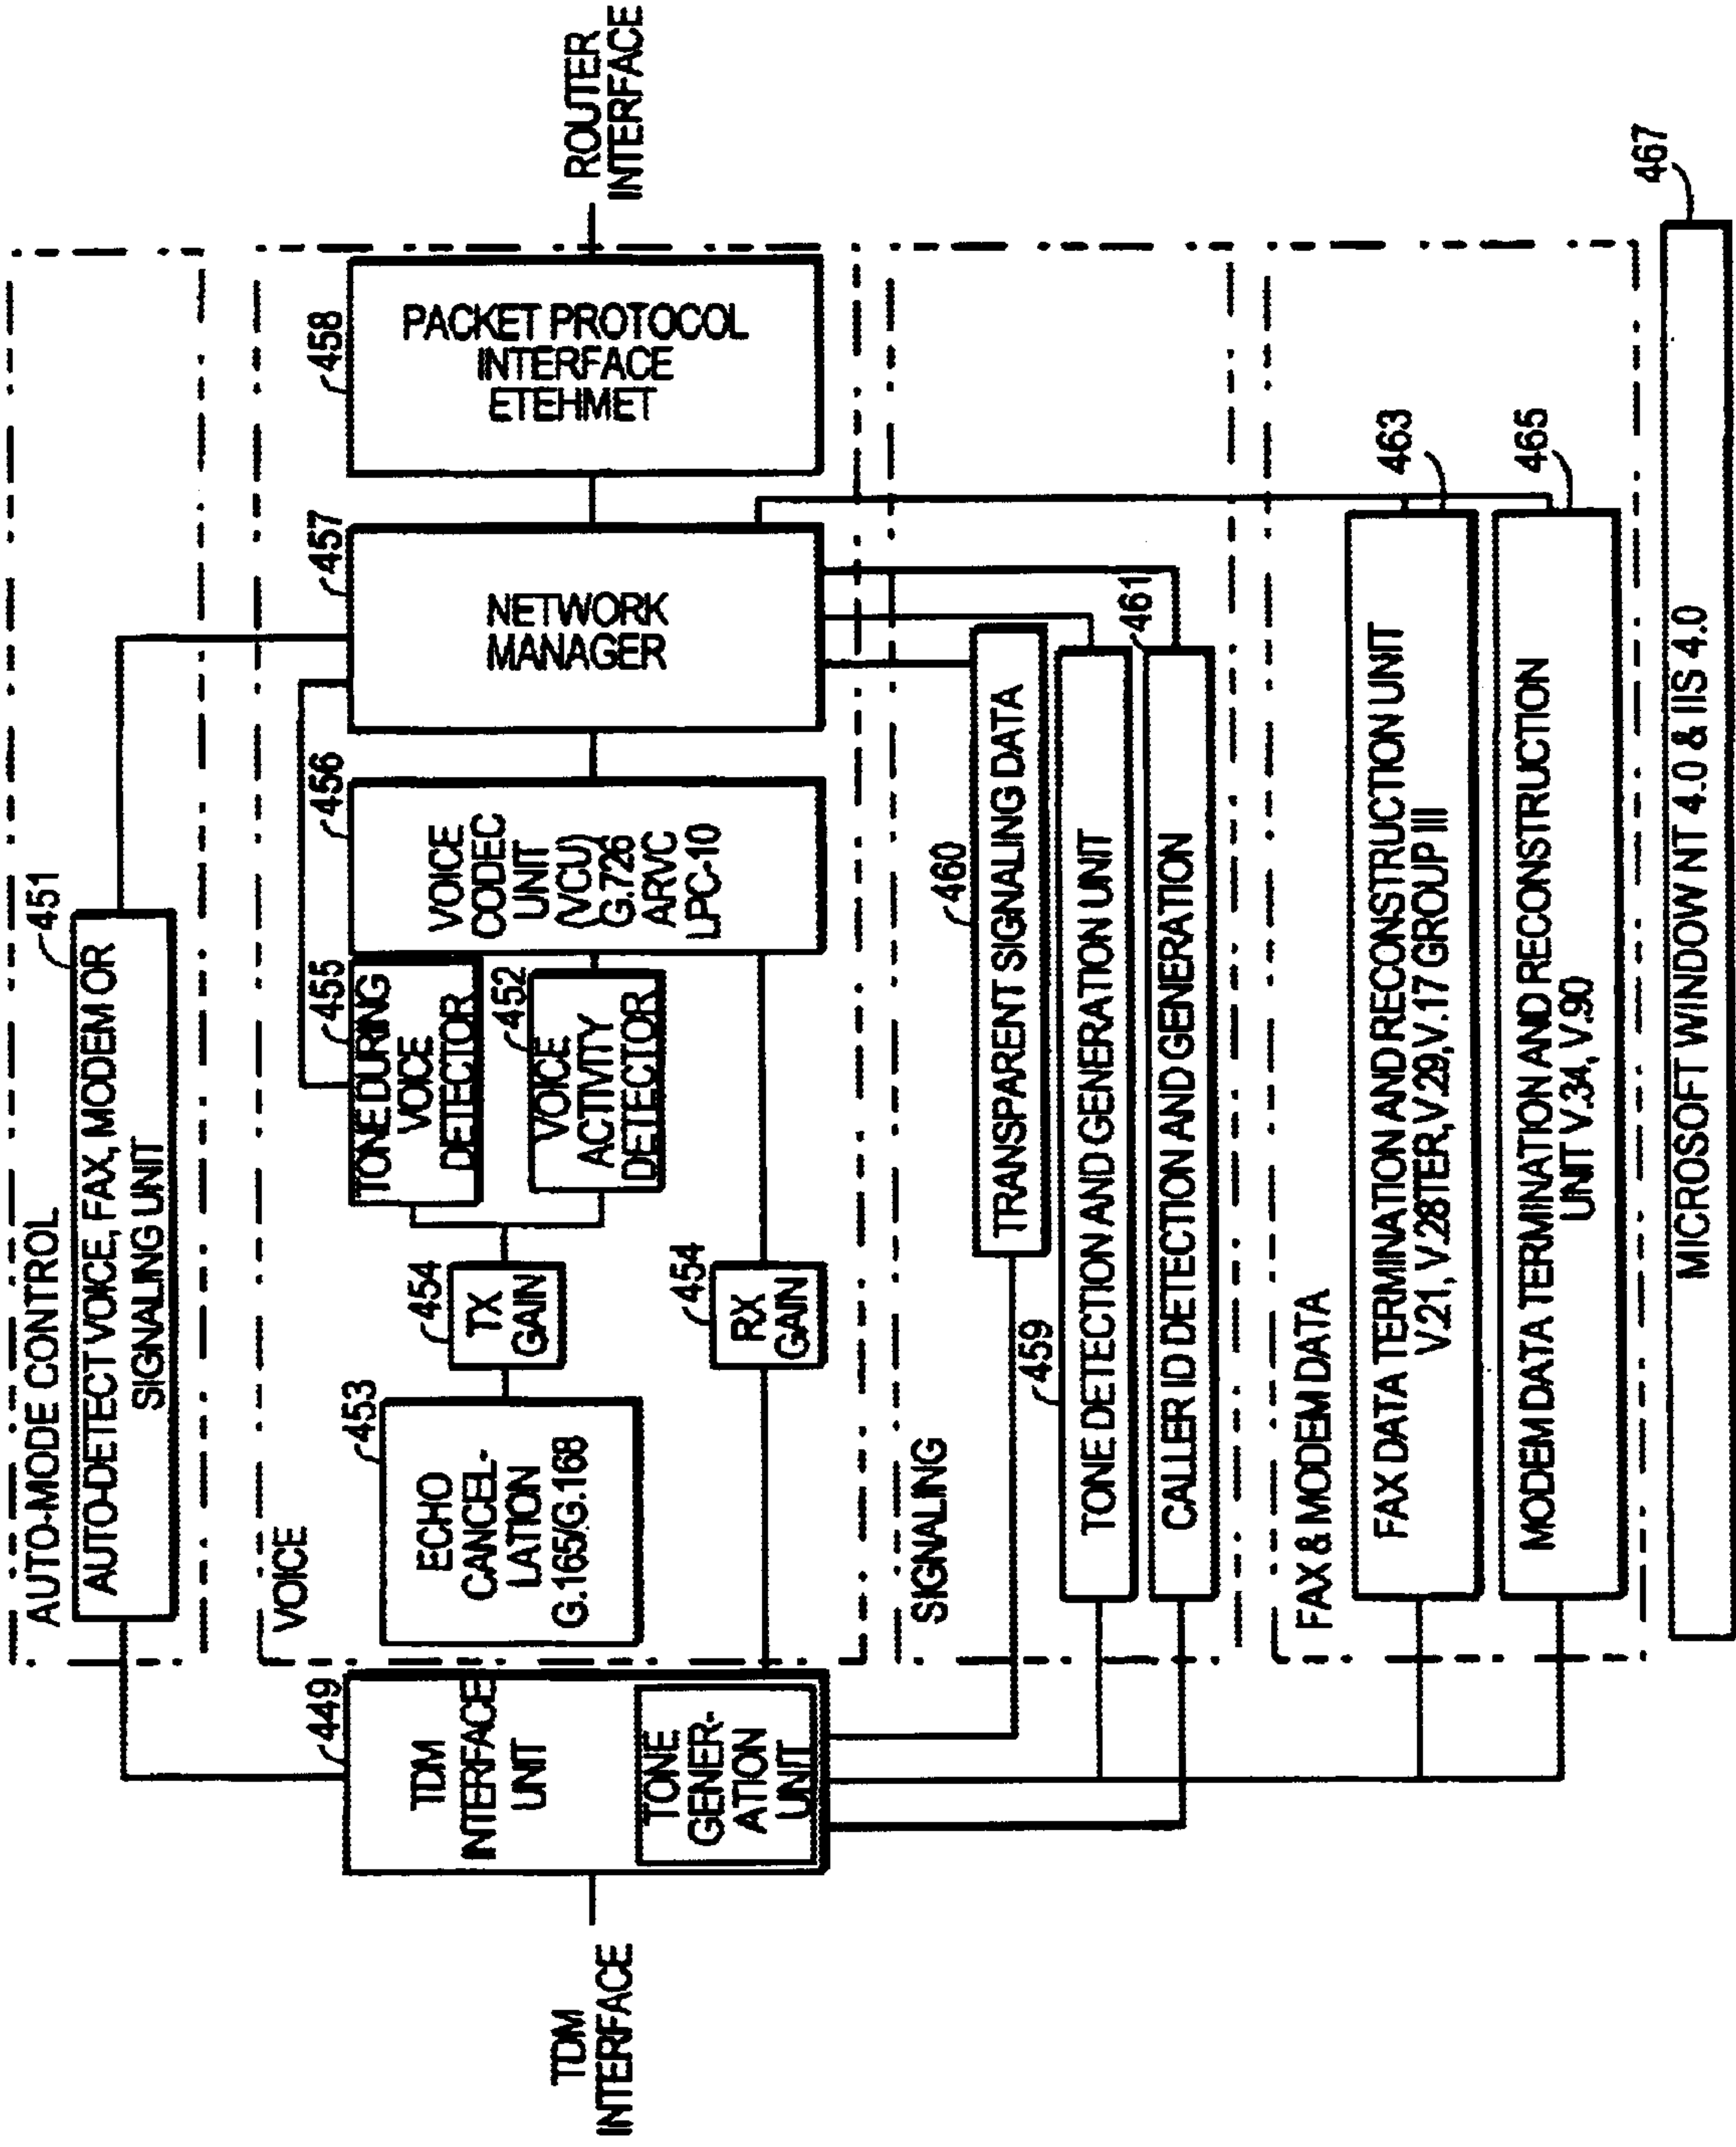 AUTO-MODE CONTROL
451
AUTO-DETECT VOICE, FAX, MODEM OR
SIGNALING UNIT
VOICE
TDM
INTERFACE
449
TDM
INTERFACE
UNIT
TONE
GENER-
ATION
UNIT
453
ECHO
CANCEL-
LATION
G.165/G.168
454
TX
GAIN
454
RX
GAIN
455
TONE DURING
VOICE
DETECTOR
452
VOICE
ACTIVITY
DETECTOR
456
VOICE
CODEC
UNIT
(VCU)
G.726
ARVC
LPC-10
457
NETWORK
MANAGER
458
PACKET PROTOCOL
INTERFACE
ETEHMET
ROUTER
INTERFACE
SIGNALING
460
TRANSPARENT SIGNALING DATA
459
TONE DETECTION AND GENERATION UNIT
461
CALLER ID DETECTION AND GENERATION
FAX & MODEM DATA
463
FAX DATA TERMINATION AND RECONSTRUCTION UNIT
V.21, V.28TER, V.29, V.17 GROUP III
465
MODEM DATA TERMINATION AND RECONSTRUCTION
UNIT V.34, V.90
467
MICROSOFT WINDOW NT 4.0 & IIS 4.0